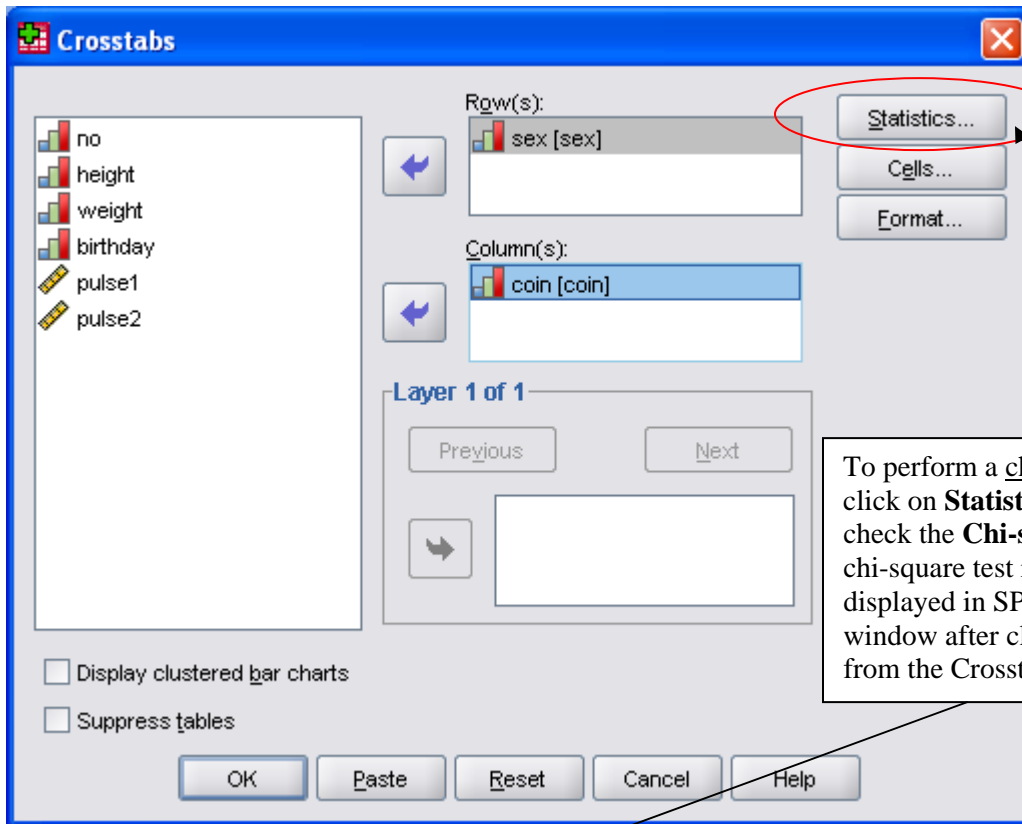 Crosstabs
no
height
weight
birthday
pulse1
pulse2
Row(s):
sex [sex]
Column(s):
coin [coin]
Layer 1 of 1
Previous
Next
Statistics...
Cells...
Format...
To perform a
click on
check the
chi-square test
displayed in
window after
from the
Display clustered bar charts
Suppress tables
OK
Paste
Reset
Cancel
Help